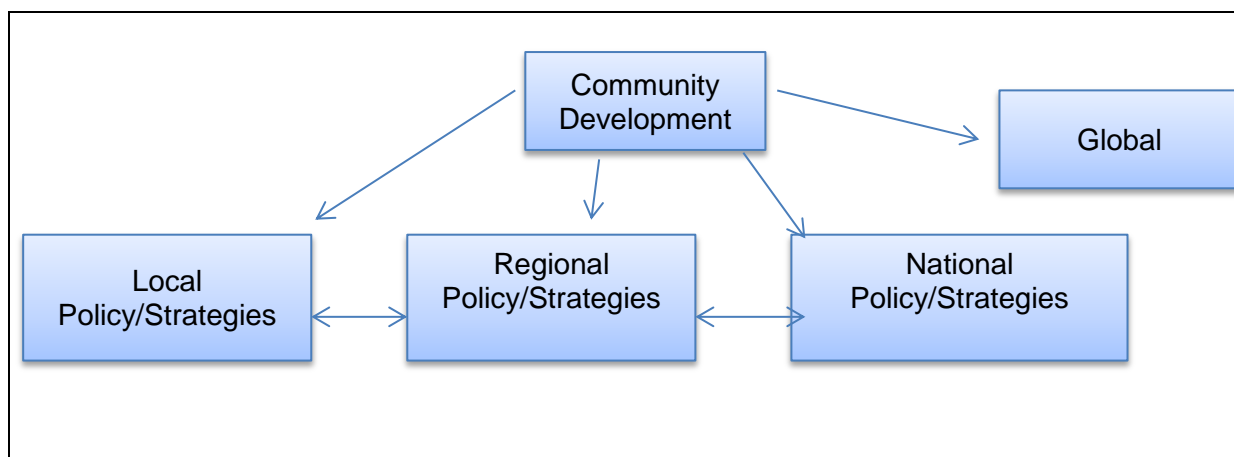 Community
Development
Global
Local
Policy/Strategies
Regional
Policy/Strategies
National
Policy/Strategies